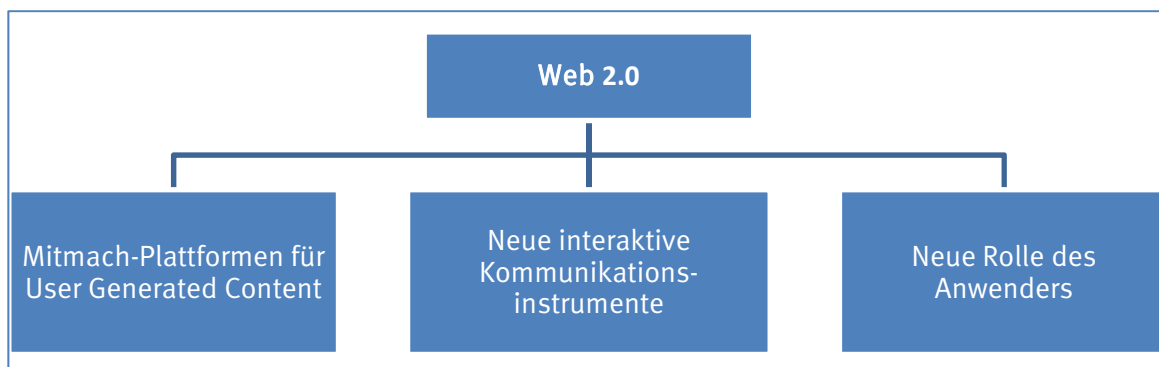 Web 2.0
Mitmach-Plattformen für
User Generated Content
Neue interaktive
Kommunikations-
instrumente
Neue Rolle des
Anwenders